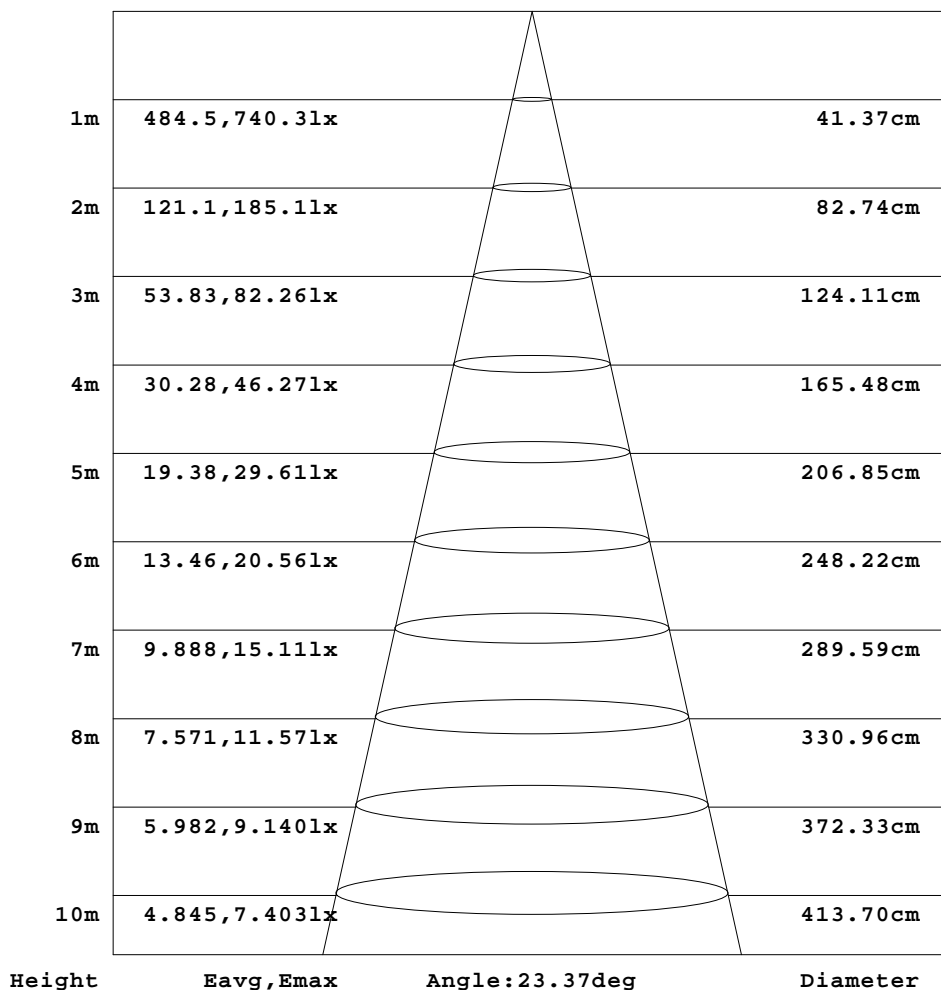 1m 484.5,740.3lx 41.37cm
2m 121.1,185.1lx 82.74cm
3m 53.83,82.26lx 124.11cm
4m 30.28,46.27lx 165.48cm
5m 19.38,29.61lx 206.85cm
6m 13.46,20.56lx 248.22cm
7m 9.888,15.11lx 289.59cm
8m 7.571,11.57lx 330.96cm
9m 5.982,9.140lx 372.33cm
10m 4.845,7.403lx 413.70cm
Height Eavg,Emax Angle:23.37deg Diameter